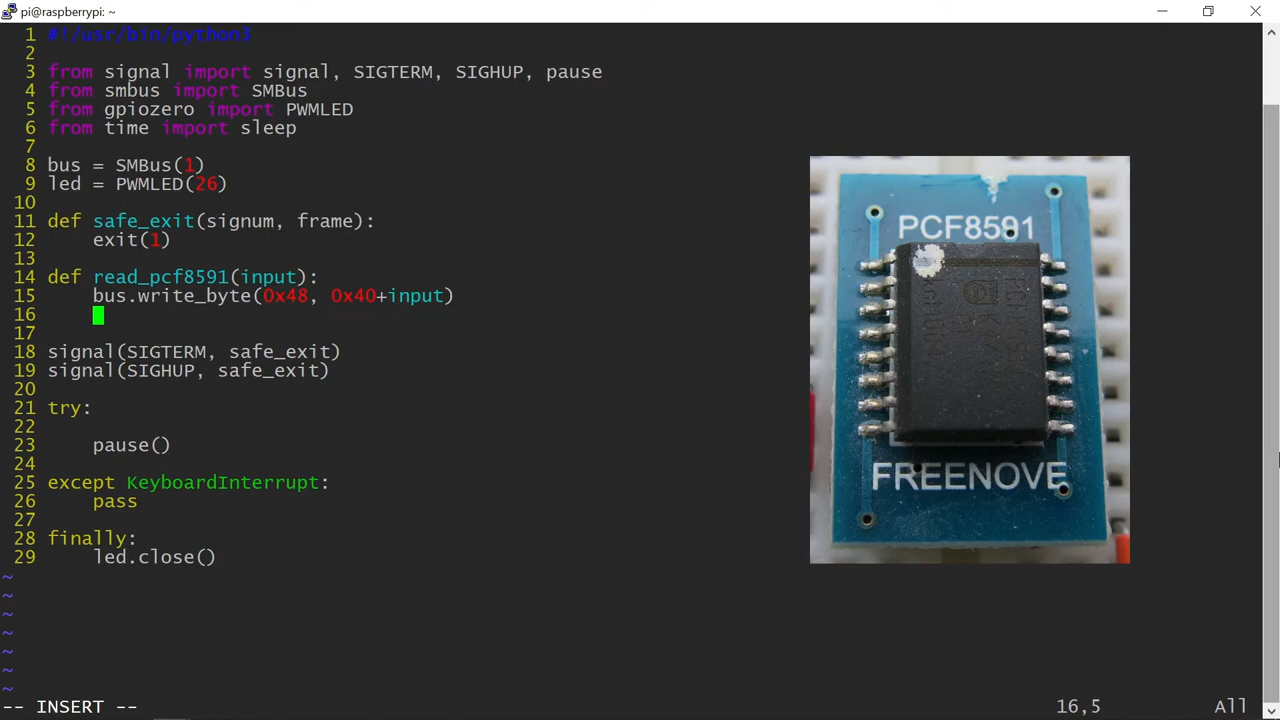 pi@raspberrypi: ~
1 #!/usr/bin/python3
2
3 from signal import signal, SIGTERM, SIGHUP, pause
4 from smbus import SMBus
5 from gpiozero import PWMLED
6 from time import sleep
7
8 bus = SMBus(1)
9 led = PWMLED(26)
10
11 def safe_exit(signum, frame):
12     exit(1)
13
14 def read_pcf8591(input):
15     bus.write_byte(0x48, 0x40+input)
16
17
18 signal(SIGTERM, safe_exit)
19 signal(SIGHUP, safe_exit)
20
21 try:
22
23     pause()
24
25 except KeyboardInterrupt:
26     pass
27
28 finally:
29     led.close()
~
~
~
~
~
~
~
-- INSERT -- 16,5 All
PCF8591
FREENOVE